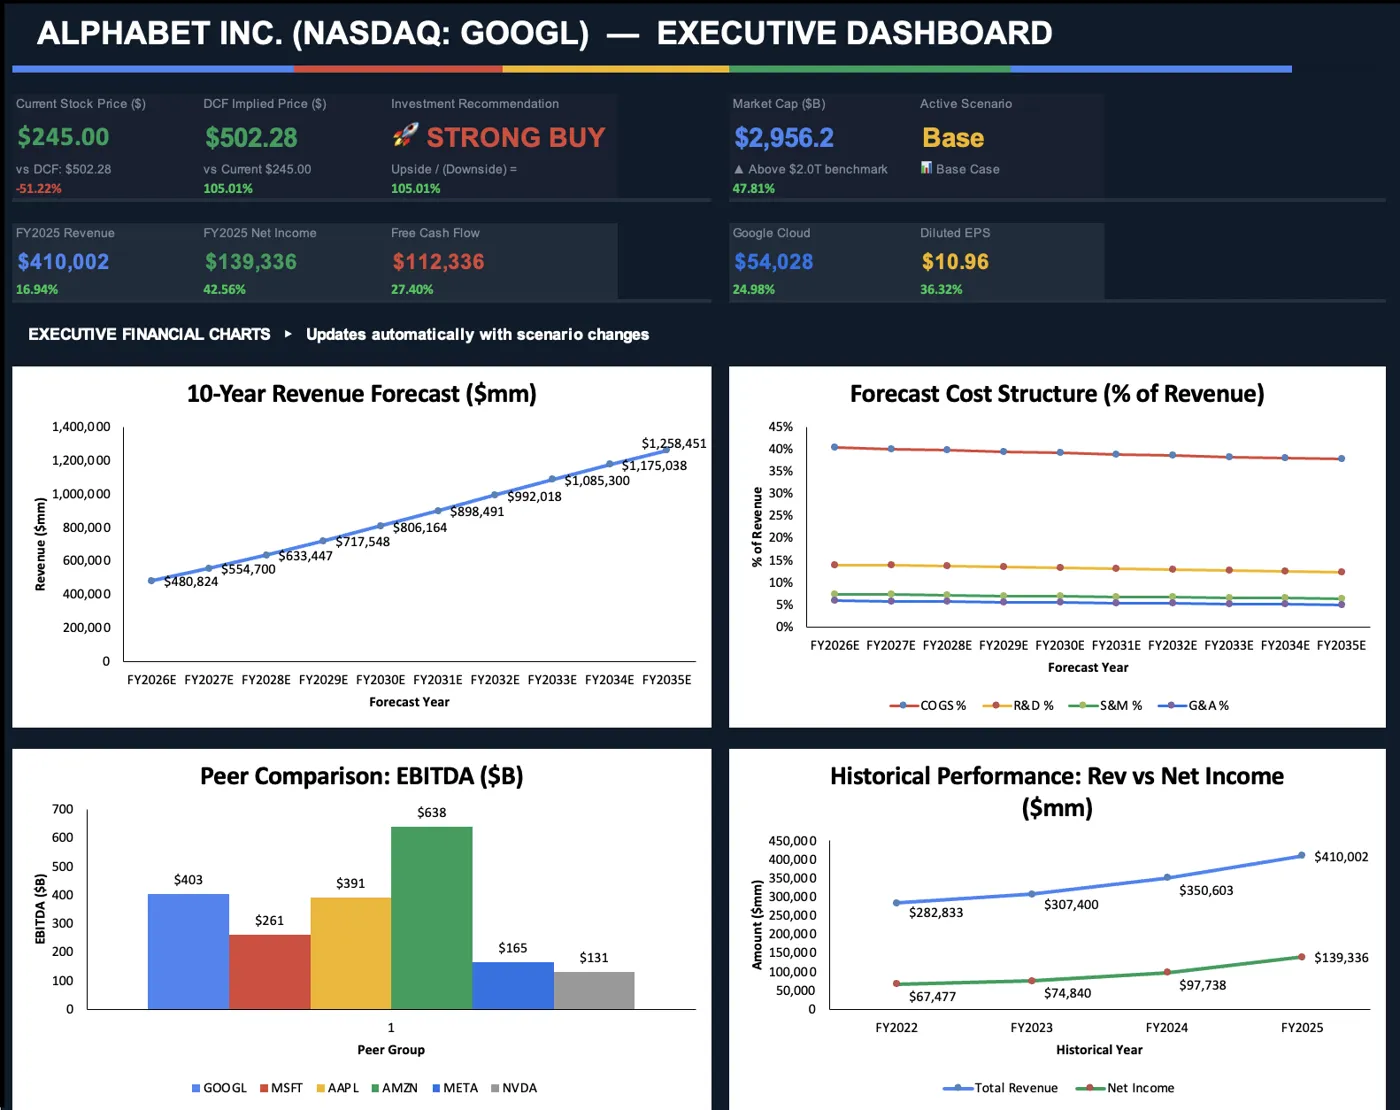 ALPHABET INC. (NASDAQ: GOOGL) — EXECUTIVE DASHBOARD
Current Stock Price ($)
$245.00
vs DCF: $502.28
-51.22%
DCF Implied Price ($)
$502.28
vs Current $245.00
105.01%
Investment Recommendation
🚀 STRONG BUY
Upside / (Downside) =
105.01%
Market Cap ($B)
$2,956.2
▲ Above $2.0T benchmark
47.81%
Active Scenario
Base
📊 Base Case
FY2025 Revenue
$410,002
16.94%
FY2025 Net Income
$139,336
42.56%
Free Cash Flow
$112,336
27.40%
Google Cloud
$54,028
24.98%
Diluted EPS
$10.96
36.32%
EXECUTIVE FINANCIAL CHARTS ▸ Updates automatically with scenario changes
10-Year Revenue Forecast ($mm)
Revenue ($mm)
1,400,000
1,200,000
1,000,000
800,000
600,000
400,000
200,000
0
$480,824
$554,700
$633,447
$717,548
$806,164
$898,491
$992,018
$1,085,300
$1,175,038
$1,258,451
FY2026E FY2027E FY2028E FY2029E FY2030E FY2031E FY2032E FY2033E FY2034E FY2035E
Forecast Year
Forecast Cost Structure (% of Revenue)
% of Revenue
45%
40%
35%
30%
25%
20%
15%
10%
5%
0%
FY2026E FY2027E FY2028E FY2029E FY2030E FY2031E FY2032E FY2033E FY2034E FY2035E
Forecast Year
COGS % R&D % S&M % G&A %
Peer Comparison: EBITDA ($B)
EBITDA ($B)
700
600
500
400
300
200
100
0
$403
$261
$391
$638
$165
$131
1
Peer Group
GOOGL MSFT AAPL AMZN META NVDA
Historical Performance: Rev vs Net Income
($mm)
Amount ($mm)
450,000
400,000
350,000
300,000
250,000
200,000
150,000
100,000
50,000
0
$282,833
$307,400
$350,603
$410,002
$67,477
$74,840
$97,738
$139,336
FY2022 FY2023 FY2024 FY2025
Historical Year
Total Revenue Net Income